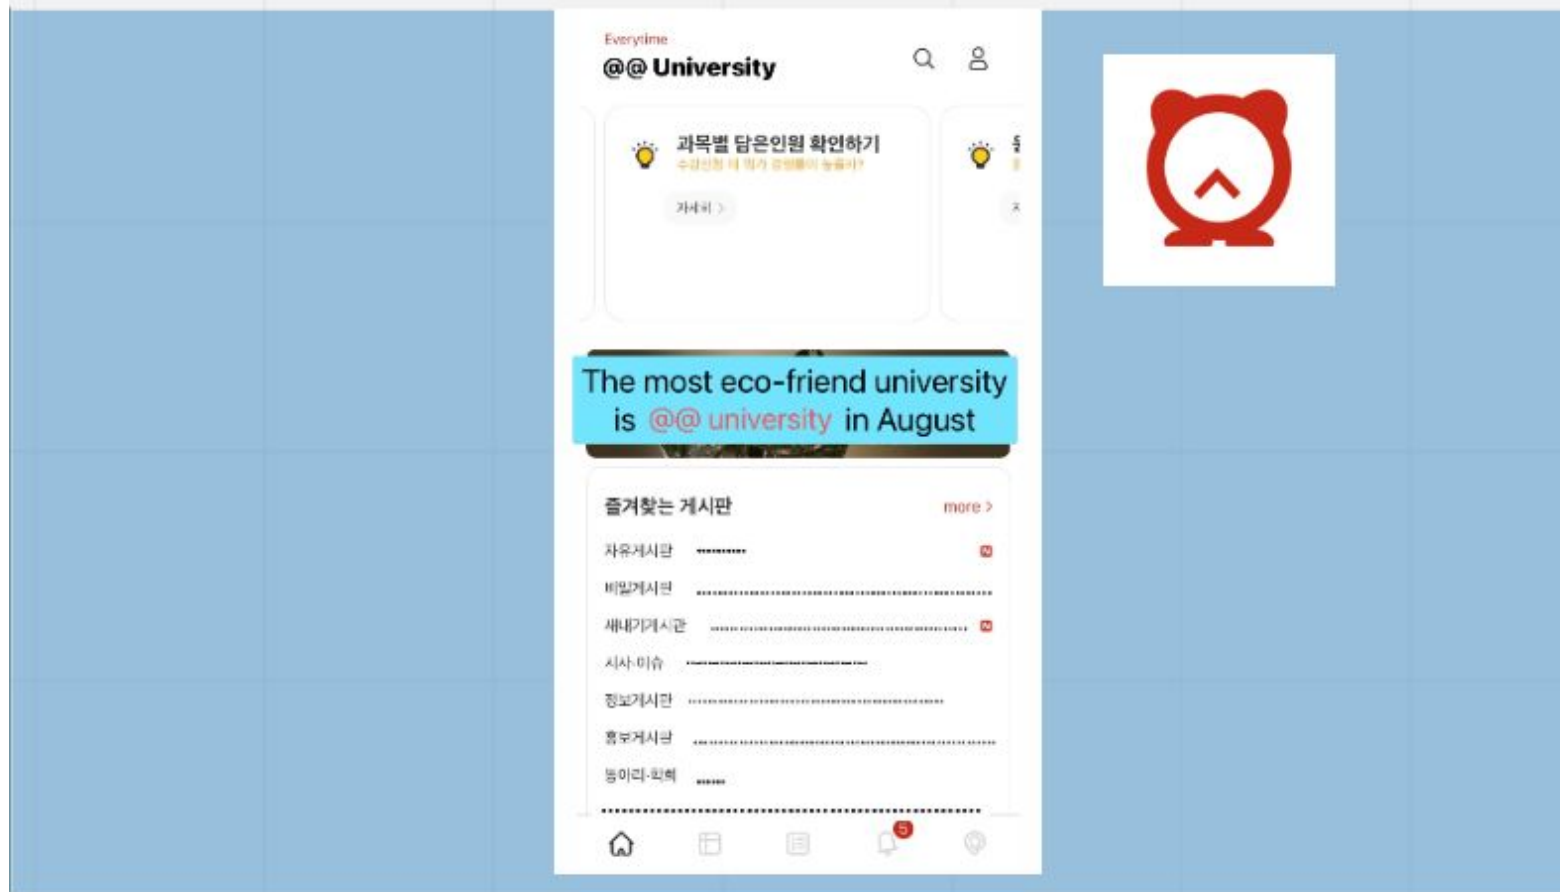 Everytime
@@ University
과목별 담은인원 확인하기
자세히 >
The most eco-friend university
is @@ university in August
즐겨찾는 게시판
more >
자유게시판
비밀게시판
새내기게시판
시사·이슈
정보게시판
홍보게시판
동아리·학회
5